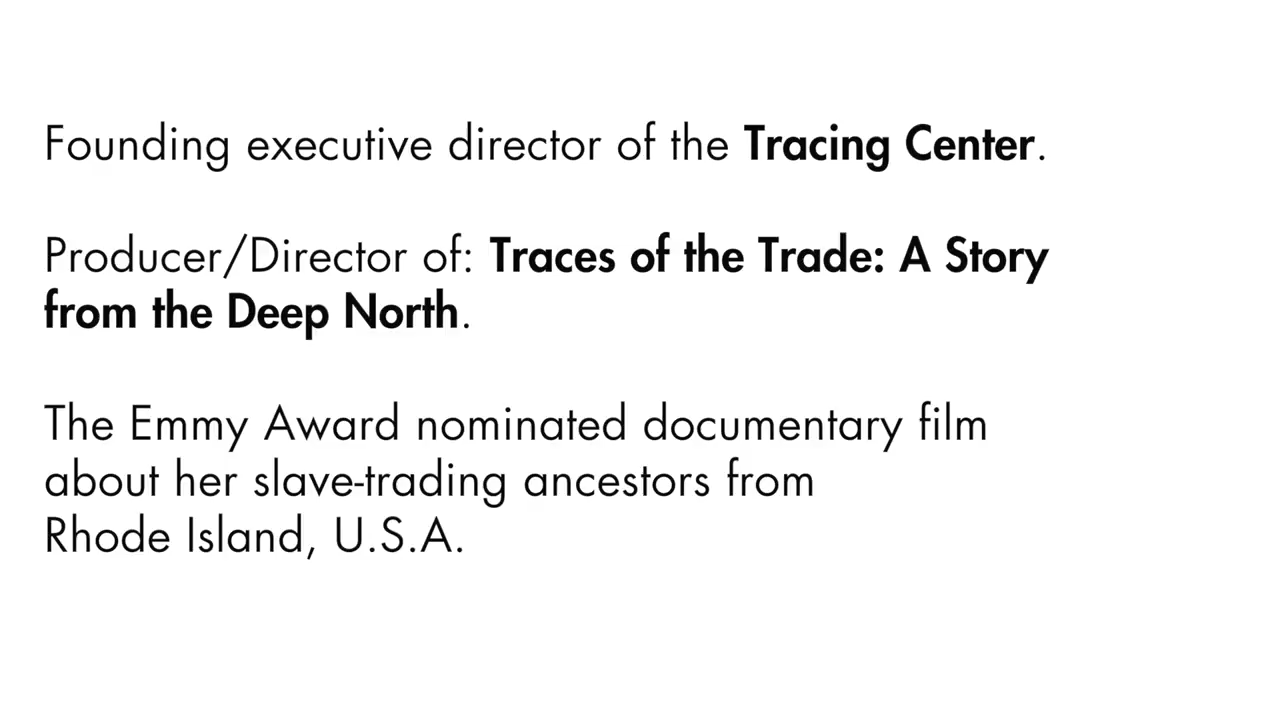 Founding executive director of the Tracing Center.
Producer/Director of: Traces of the Trade: A Story
from the Deep North.
The Emmy Award nominated documentary film
about her slave-trading ancestors from
Rhode Island, U.S.A.